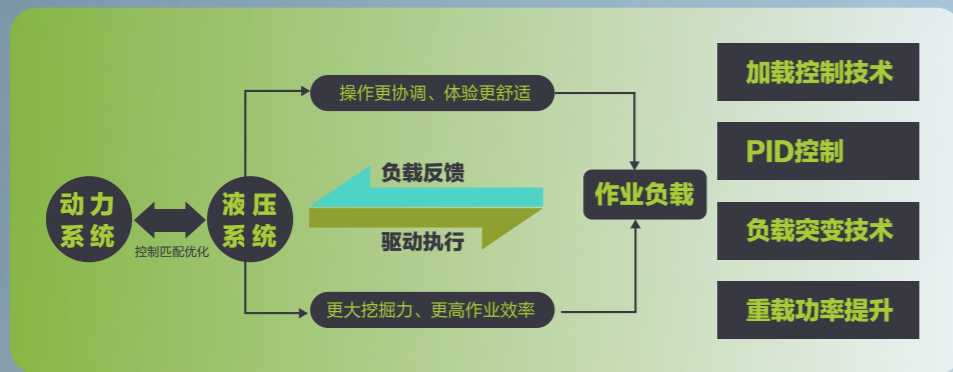 动力
系统
控制匹配优化
液压
系统
操作更协调、体验更舒适
负载反馈
驱动执行
更大挖掘力、更高作业效率
作业负载
加载控制技术
PID控制
负载突变技术
重载功率提升